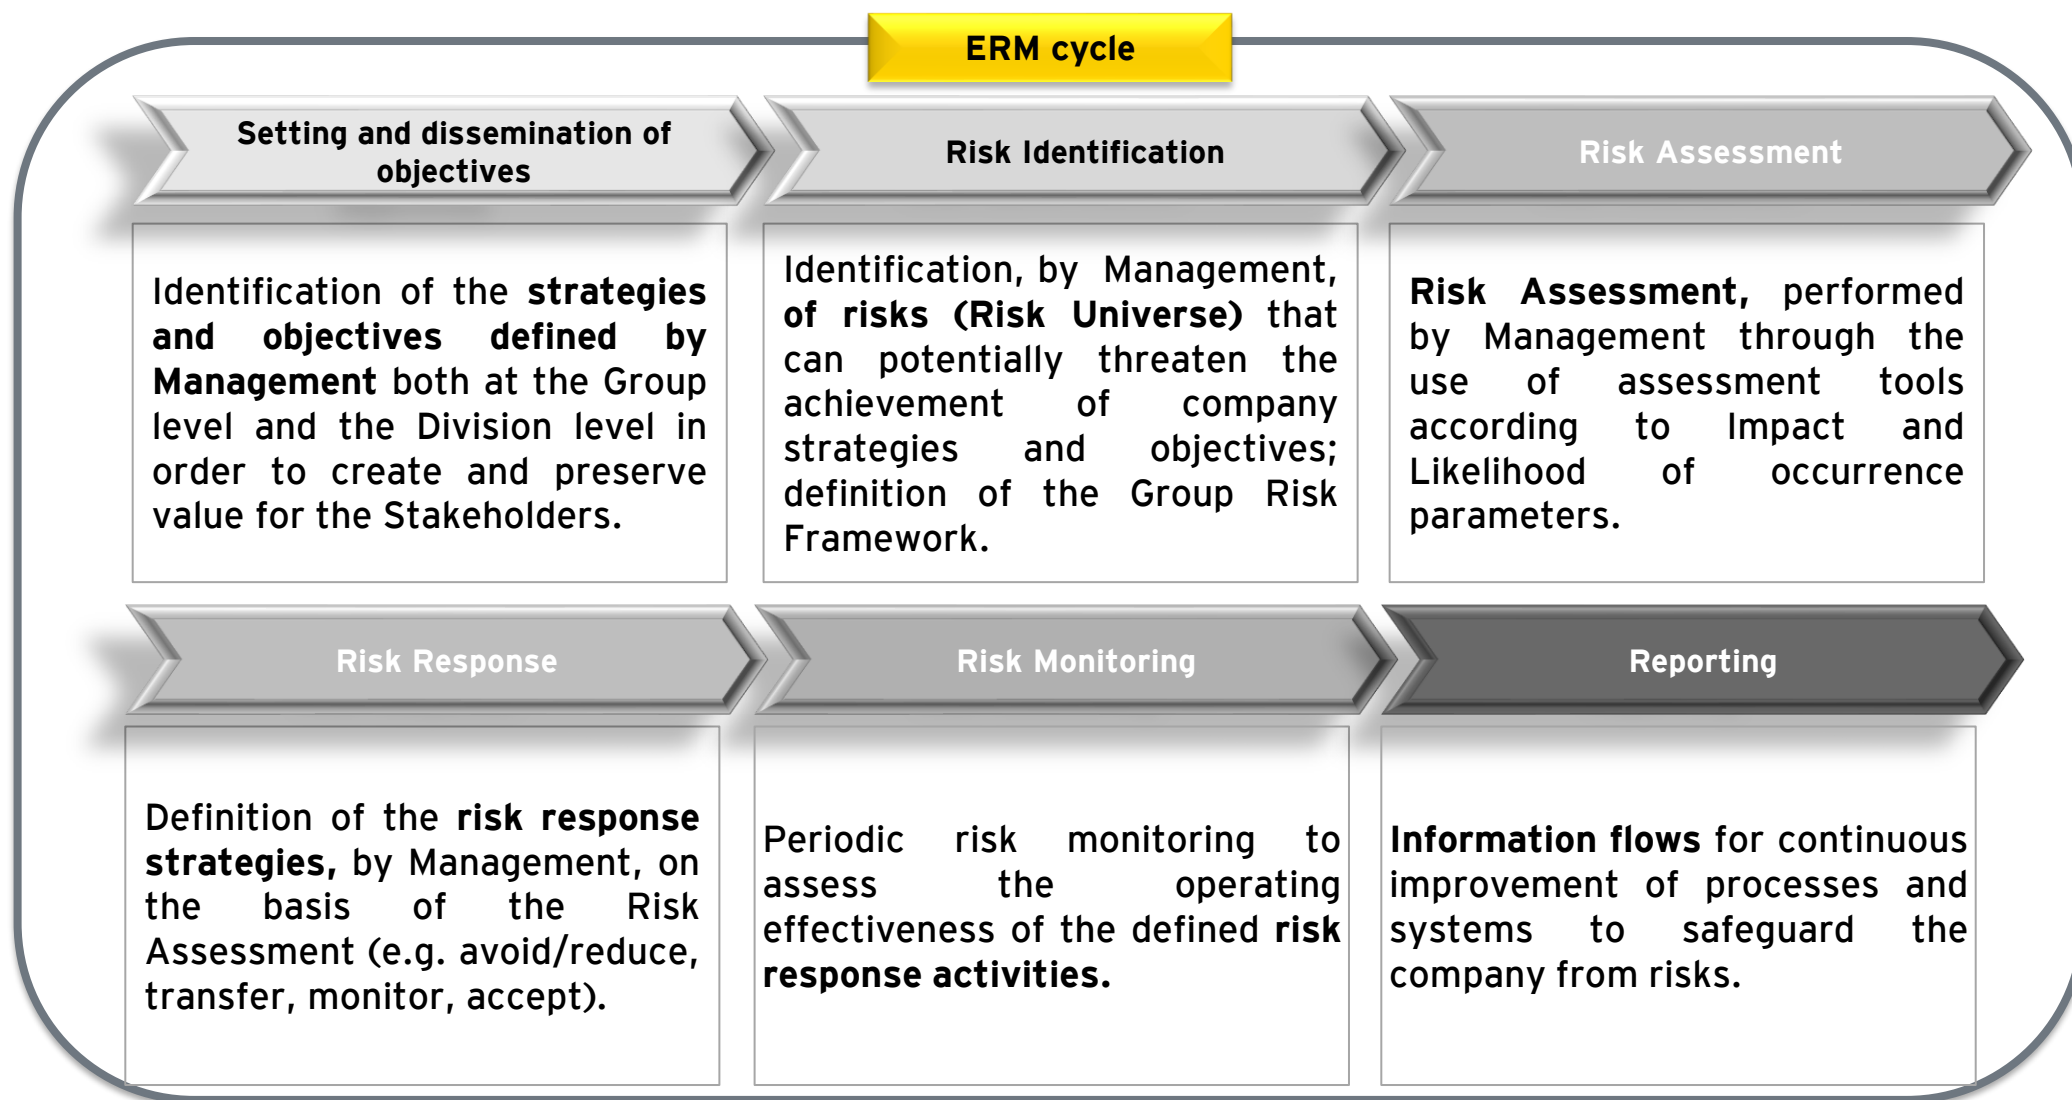 ERM cycle
Setting and dissemination of
objectives
Risk Identification
Risk Assessment
Identification of the strategies
and objectives defined by
Management both at the Group
level and the Division level in
order to create and preserve
value for the Stakeholders.
Identification, by Management,
of risks (Risk Universe) that
can potentially threaten the
achievement of company
strategies and objectives;
definition of the Group Risk
Framework.
Risk Assessment, performed
by Management through the
use of assessment tools
according to Impact and
Likelihood of occurrence
parameters.
Risk Response
Risk Monitoring
Reporting
Definition of the risk response
strategies, by Management, on
the basis of the Risk
Assessment (e.g. avoid/reduce,
transfer, monitor, accept).
Periodic risk monitoring to
assess the operating
effectiveness of the defined risk
response activities.
Information flows for continuous
improvement of processes and
systems to safeguard the
company from risks.